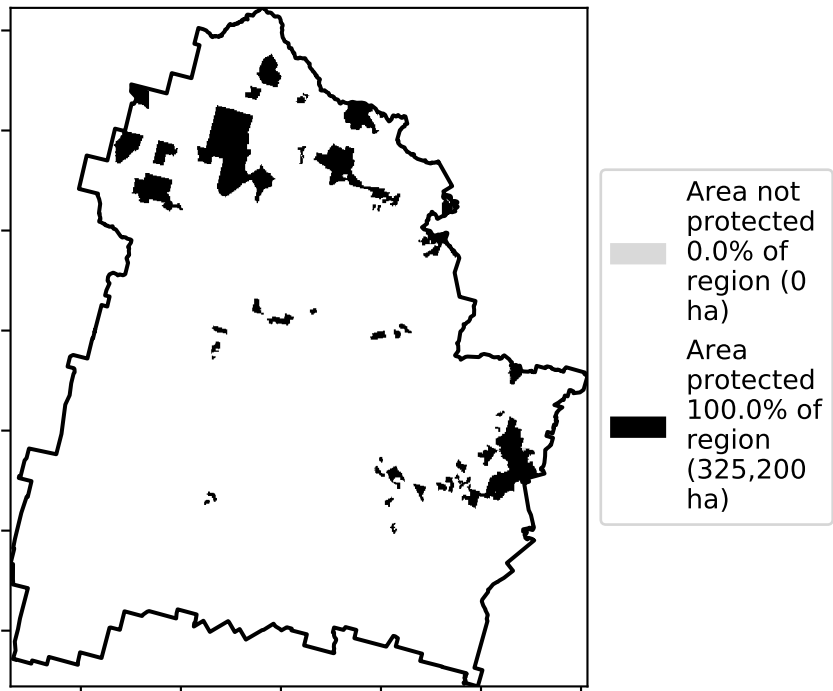 Area not
protected
0.0% of
region (0
ha)
Area
protected
100.0% of
region
(325,200
ha)